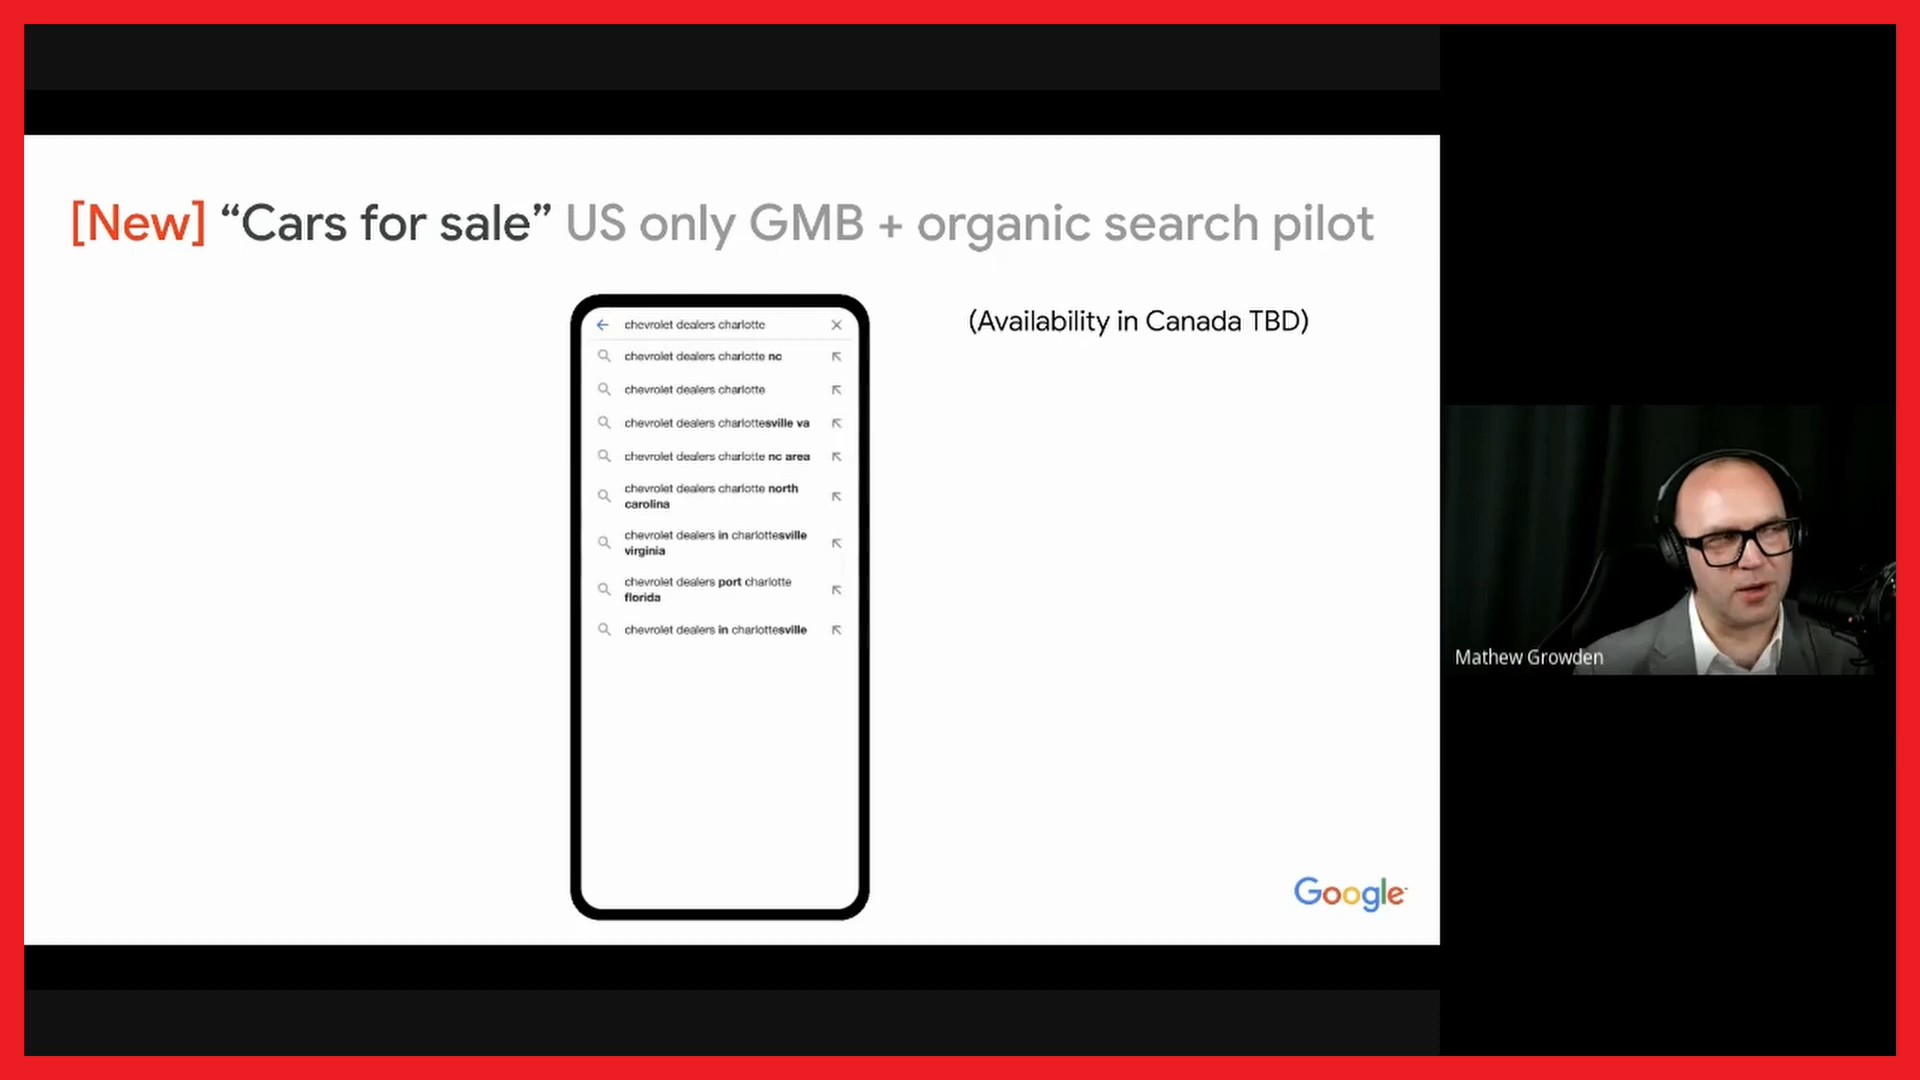 [New] “Cars for sale” US only GMB + organic search pilot
(Availability in Canada TBD)
chevrolet dealers charlotte
chevrolet dealers charlotte nc
chevrolet dealers charlotte
chevrolet dealers charlottesville va
chevrolet dealers charlotte nc area
chevrolet dealers charlotte north
carolina
chevrolet dealers in charlottesville
virginia
chevrolet dealers port charlotte
florida
chevrolet dealers in charlottesville
Google
Mathew Growden